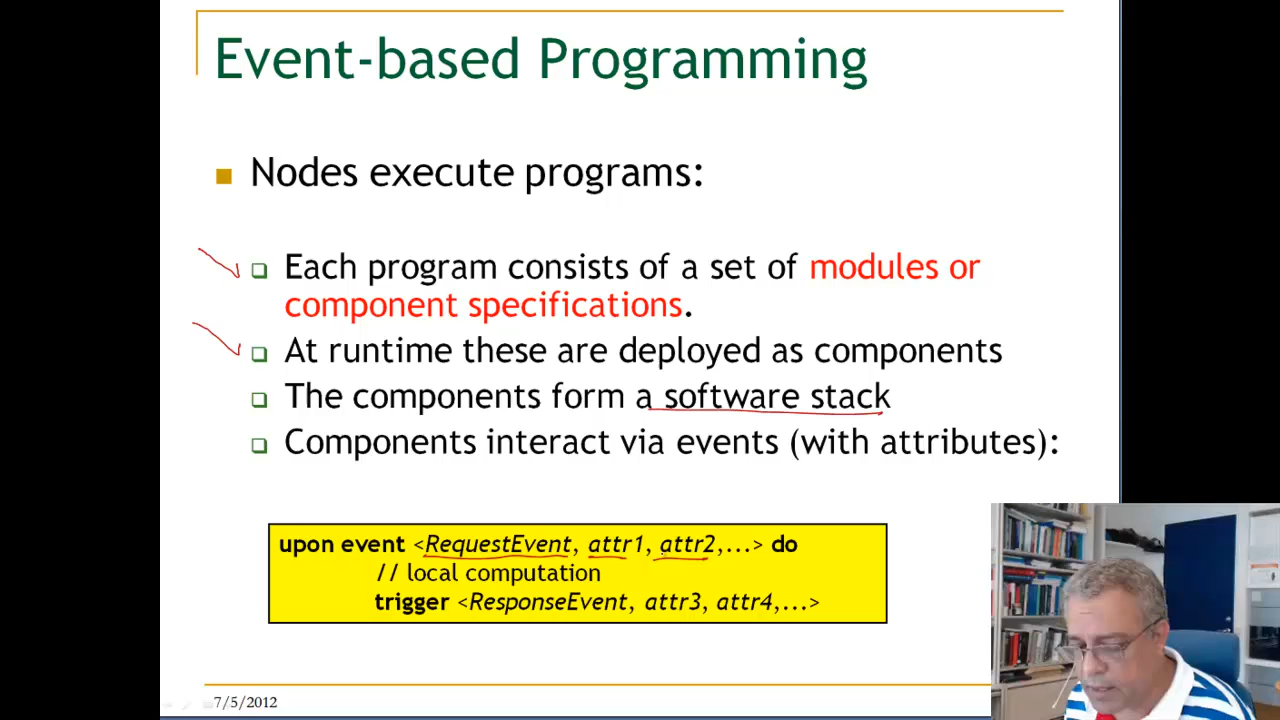 Event-based Programming
Nodes execute programs:
Each program consists of a set of modules or
component specifications.
At runtime these are deployed as components
The components form a software stack
Components interact via events (with attributes):
upon event <RequestEvent, attr1, attr2,...> do
// local computation
trigger <ResponseEvent, attr3, attr4,...>
7/5/2012